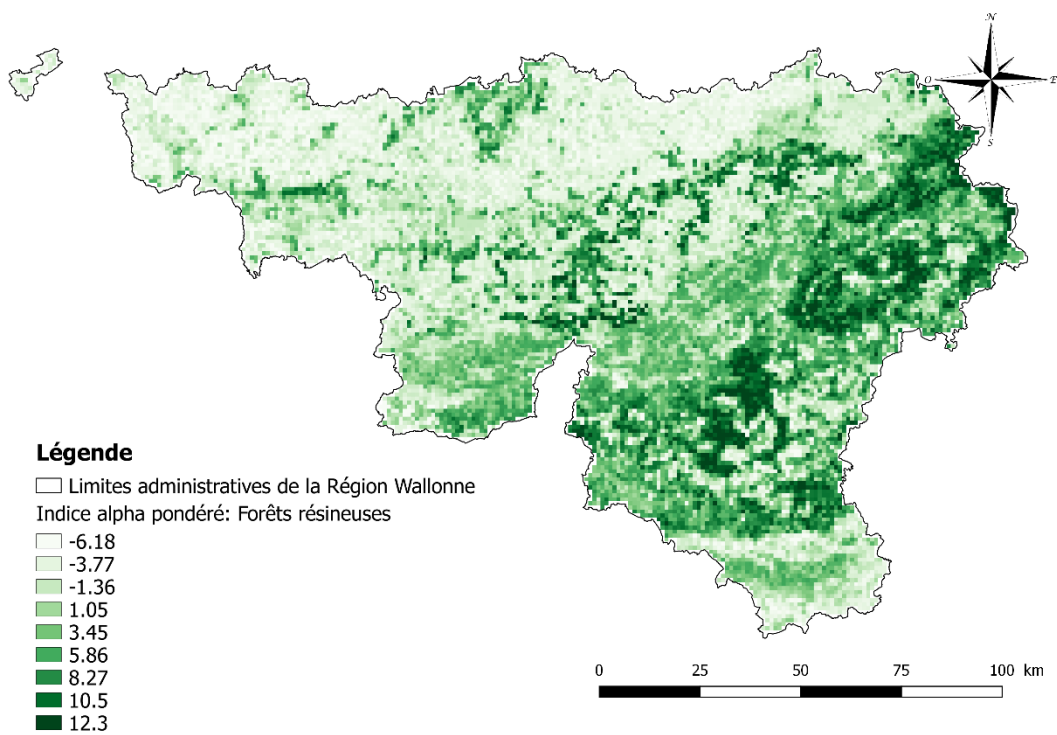 N
O
E
S
Légende
Limites administratives de la Région Wallonne
Indice alpha pondéré: Forêts résineuses
-6.18
-3.77
-1.36
1.05
3.45
5.86
8.27
10.5
12.3
0 25 50 75 100 km